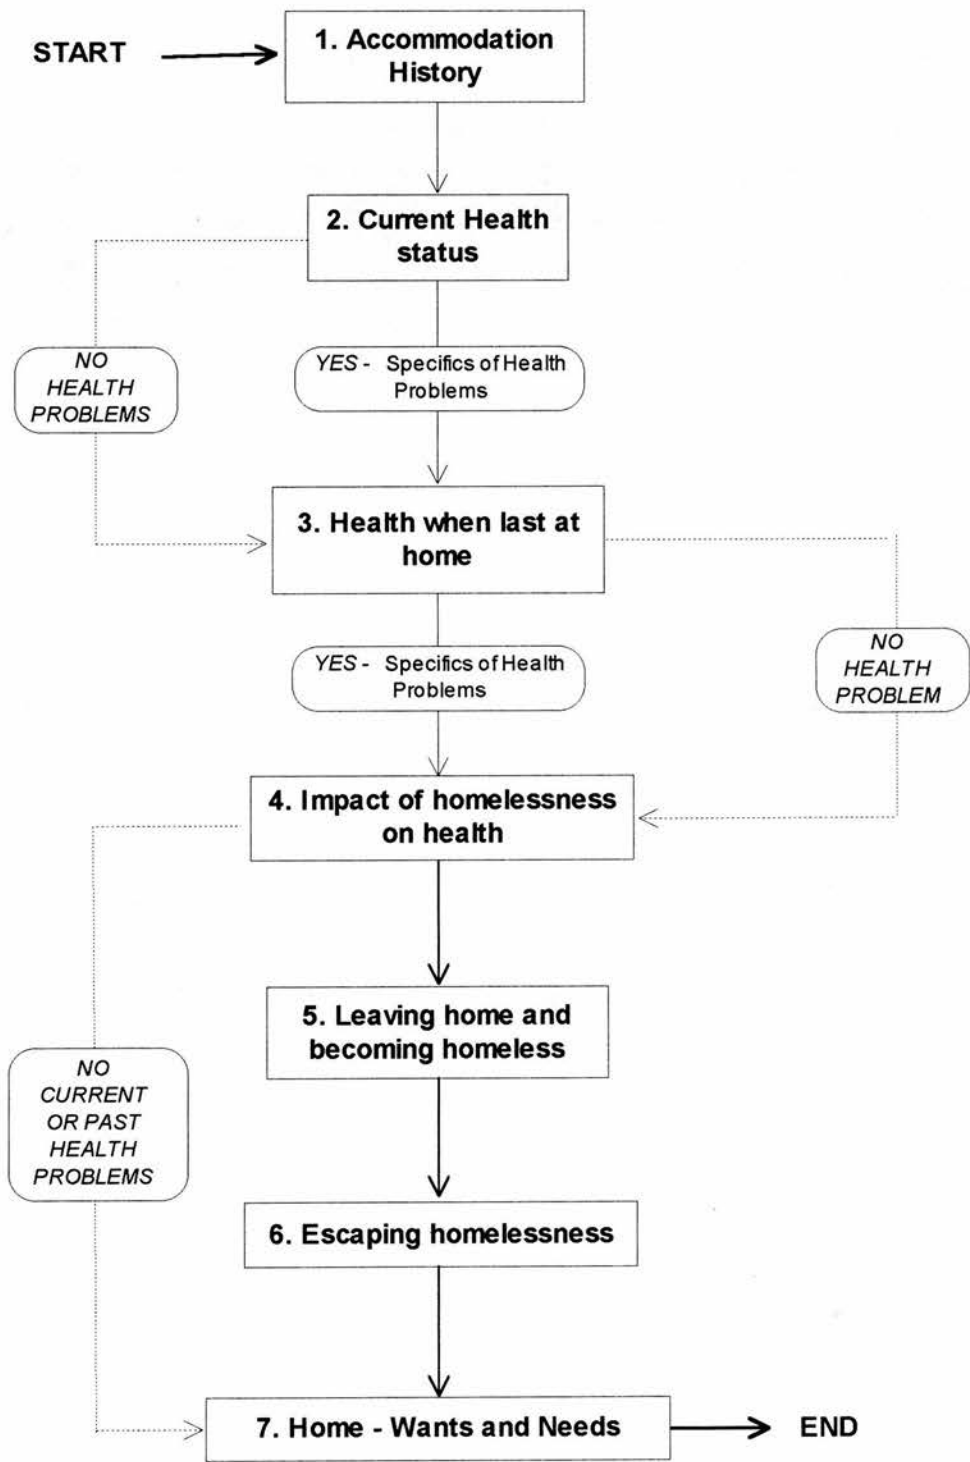 START
1. Accommodation
History
2. Current Health
status
NO
HEALTH
PROBLEMS
YES - Specifics of Health
Problems
3. Health when last at
home
YES - Specifics of Health
Problems
NO
HEALTH
PROBLEM
4. Impact of homelessness
on health
5. Leaving home and
becoming homeless
NO
CURRENT
OR PAST
HEALTH
PROBLEMS
6. Escaping homelessness
7. Home - Wants and Needs
END